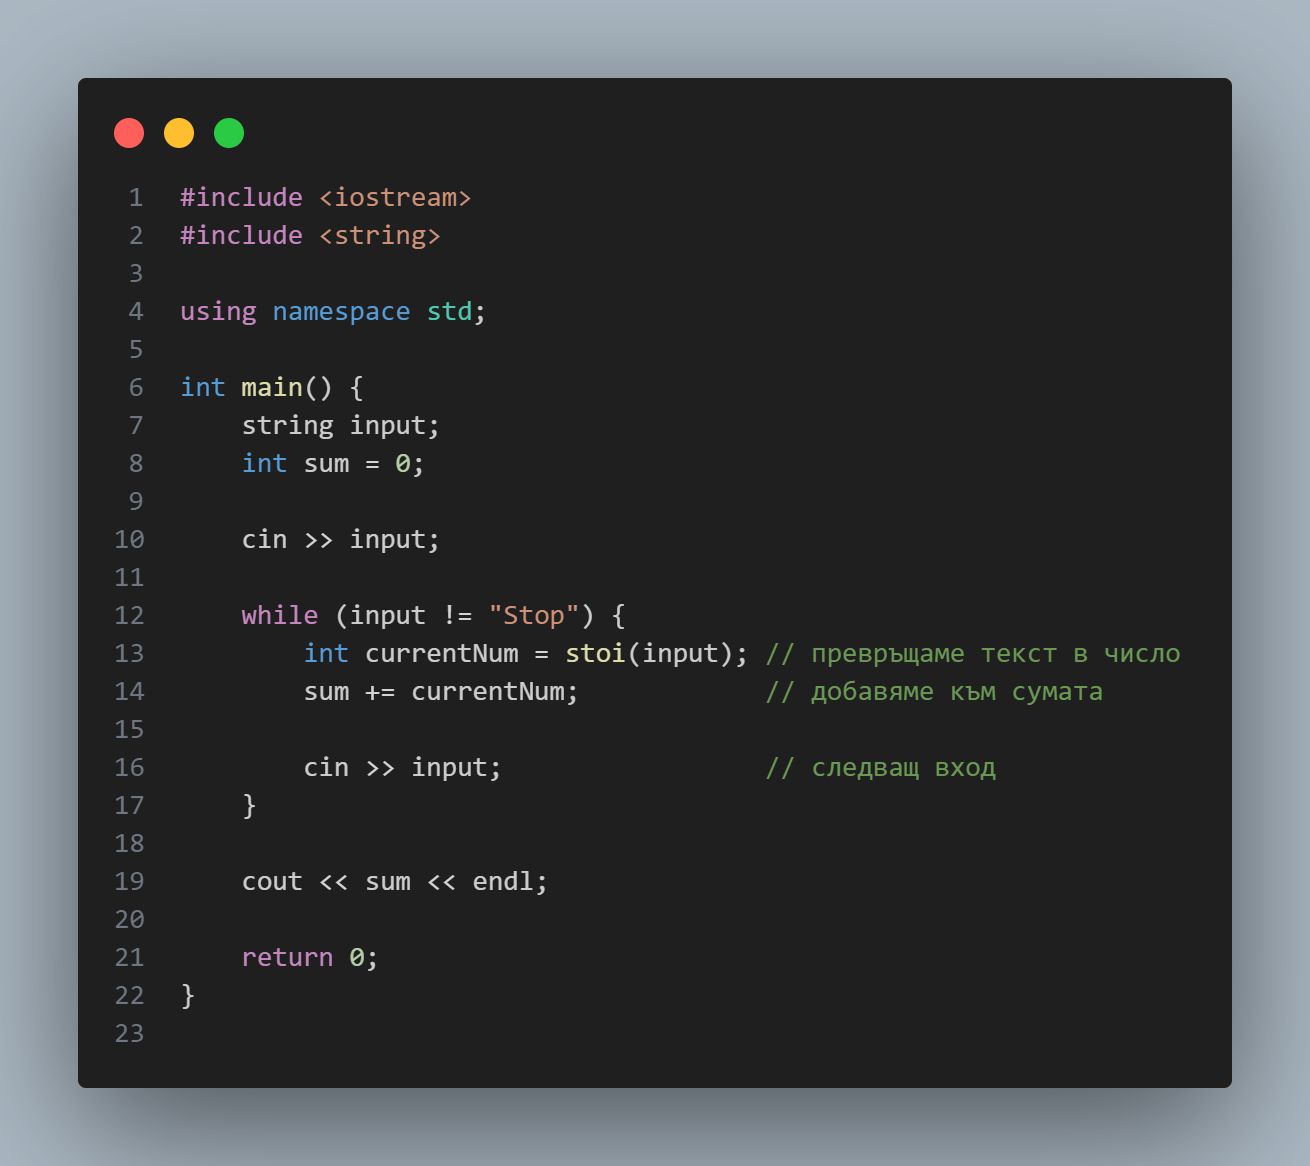 1 #include <iostream>
2 #include <string>
3
4 using namespace std;
5
6 int main() {
7     string input;
8     int sum = 0;
9
10     cin >> input;
11
12     while (input != "Stop") {
13         int currentNum = stoi(input); // превръщаме текст в число
14         sum += currentNum;            // добавяме към сумата
15
16         cin >> input;                 // следващ вход
17     }
18
19     cout << sum << endl;
20
21     return 0;
22 }
23